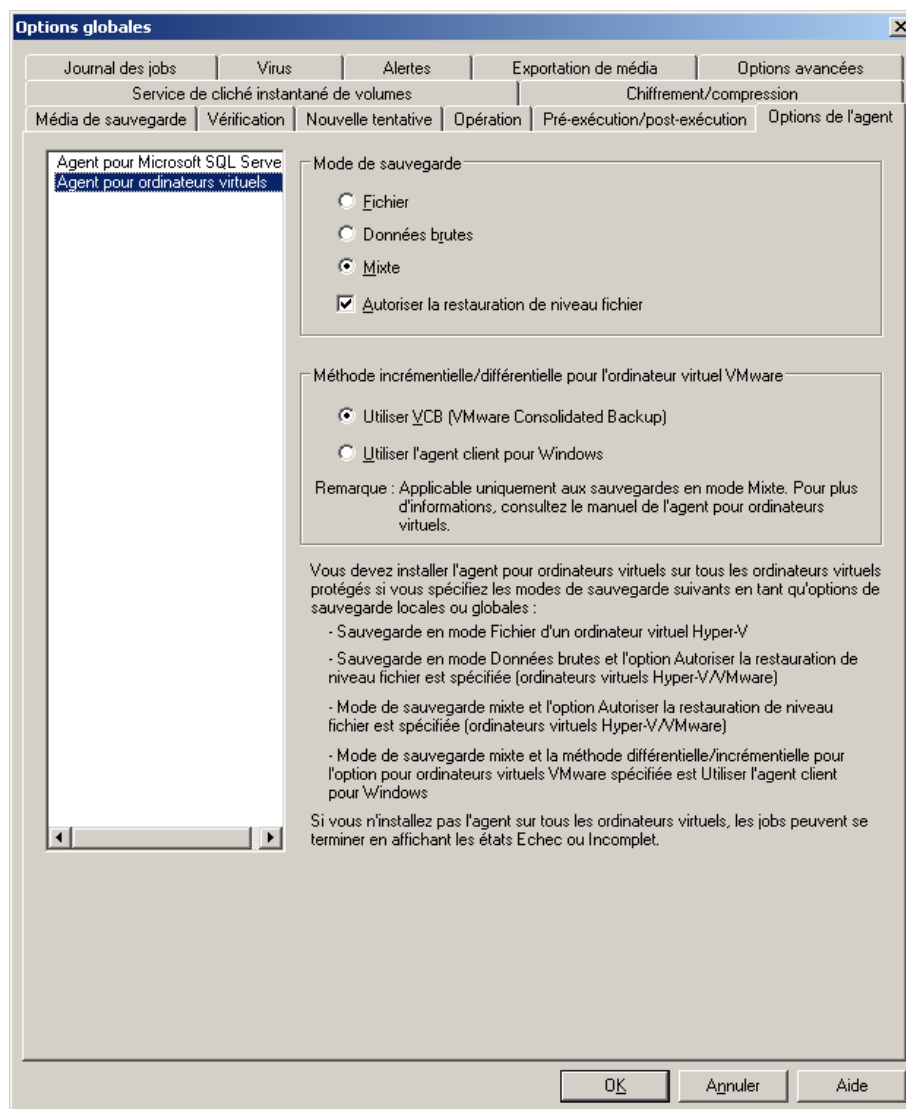 Options globales
Journal des jobs
Virus
Alertes
Exportation de média
Options avancées
Service de cliché instantané de volumes
Chiffrement/compression
Média de sauvegarde
Vérification
Nouvelle tentative
Opération
Pré-exécution/post-exécution
Options de l'agent
Agent pour Microsoft SQL Serve
Agent pour ordinateurs virtuels
Mode de sauvegarde
Fichier
Données brutes
Mixte
Autoriser la restauration de niveau fichier
Méthode incrémentielle/différentielle pour l'ordinateur virtuel VMware
Utiliser VCB (VMware Consolidated Backup)
Utiliser l'agent client pour Windows
Remarque : Applicable uniquement aux sauvegardes en mode Mixte. Pour plus
d'informations, consultez le manuel de l'agent pour ordinateurs
virtuels.
Vous devez installer l'agent pour ordinateurs virtuels sur tous les ordinateurs virtuels
protégés si vous spécifiez les modes de sauvegarde suivants en tant qu'options de
sauvegarde locales ou globales :
- Sauvegarde en mode Fichier d'un ordinateur virtuel Hyper-V
- Sauvegarde en mode Données brutes et l'option Autoriser la restauration de
niveau fichier est spécifiée (ordinateurs virtuels Hyper-V/VMware)
- Mode de sauvegarde mixte et l'option Autoriser la restauration de niveau
fichier est spécifiée (ordinateurs virtuels Hyper-V/VMware)
- Mode de sauvegarde mixte et la méthode différentielle/incrémentielle pour
l'option pour ordinateurs virtuels VMware spécifiée est Utiliser l'agent client
pour Windows
Si vous n'installez pas l'agent sur tous les ordinateurs virtuels, les jobs peuvent se
terminer en affichant les états Echec ou Incomplet.
OK
Annuler
Aide